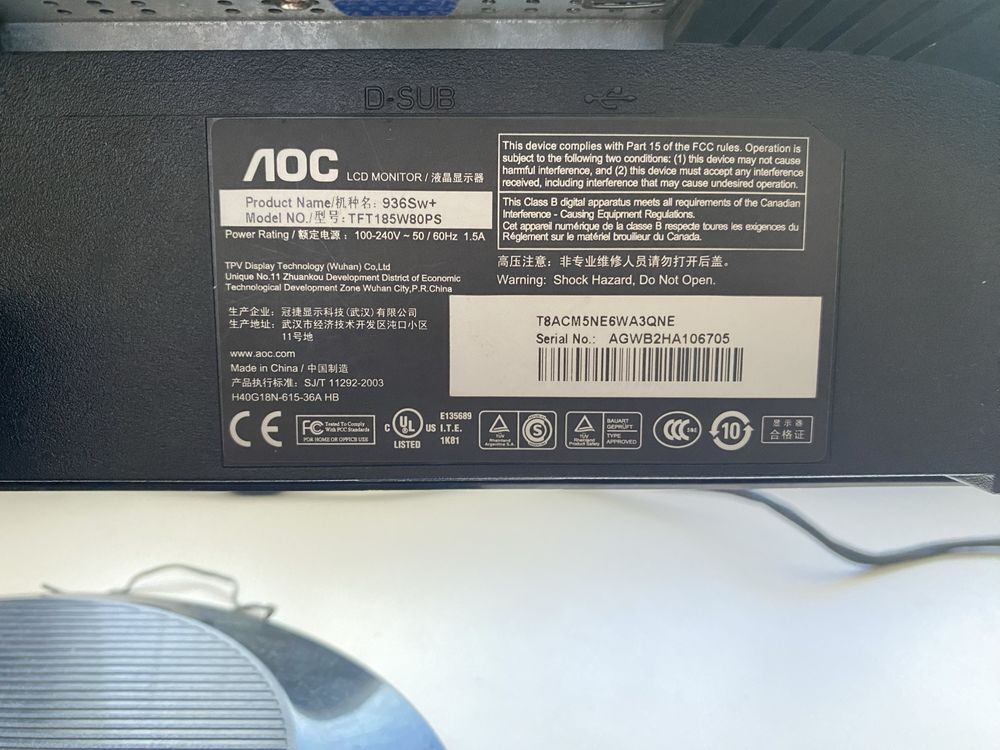 D-SUB
AOC LCD MONITOR / 液晶显示器
Product Name/机种名: 936Sw+
Model NO./型号: TFT185W80PS
Power Rating / 额定电源 : 100-240V ~ 50 / 60Hz 1.5A
TPV Display Technology (Wuhan) Co,Ltd
Unique No.11 Zhuankou Development District of Economic
Technological Development Zone Wuhan City,P.R.China
生产企业: 冠捷显示科技(武汉)有限公司
生产地址: 武汉市经济技术开发区沌口小区
11号地
www.aoc.com
Made in China / 中国制造
产品执行标准: SJ/T 11292-2003
H40G18N-615-36A HB
This device complies with Part 15 of the FCC rules. Operation is
subject to the following two conditions: (1) this device may not cause
harmful interference, and (2) this device must accept any interference
received, including interference that may cause undesired operation.
This Class B digital apparatus meets all requirements of the Canadian
Interference - Causing Equipment Regulations.
Cet appareil numérique de la classe B respecte toutes les exigences du
Réglement sur le matériel brouilleur du Canada.
高压注意: 非专业维修人员请勿打开后盖。
Warning: Shock Hazard, Do Not Open.
T8ACM5NE6WA3QNE
Serial No.: AGWB2HA106705
CE
FC Tested To Comply
With FCC Standards
FOR HOME OR OFFICE USE
C UL US
LISTED
E135689
I.T.E.
1K81
TÜV
Rheinland
Argentina S.A.
S
TÜV
Rheinland
Product Safety
BAUART
GEPRÜFT
TYPE
APPROVED
CCC S&E
10
显示器
合格证